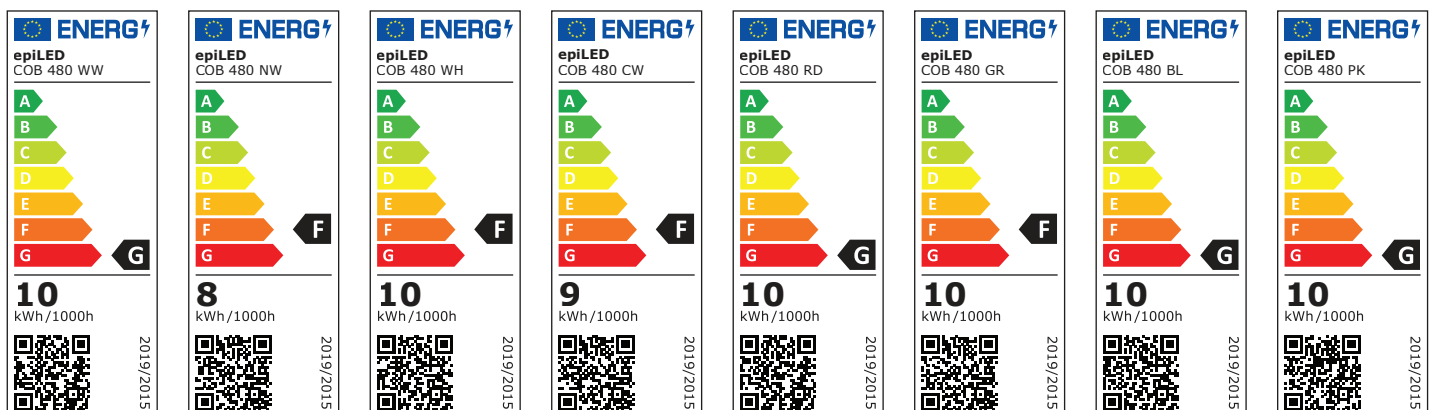 ENERG
epiLED
COB 480 WW
A
B
C
D
E
F
G
G
10
kWh/1000h
2019/2015
ENERG
epiLED
COB 480 NW
A
B
C
D
E
F
G
F
8
kWh/1000h
2019/2015
ENERG
epiLED
COB 480 WH
A
B
C
D
E
F
G
F
10
kWh/1000h
2019/2015
ENERG
epiLED
COB 480 CW
A
B
C
D
E
F
G
F
9
kWh/1000h
2019/2015
ENERG
epiLED
COB 480 RD
A
B
C
D
E
F
G
G
10
kWh/1000h
2019/2015
ENERG
epiLED
COB 480 GR
A
B
C
D
E
F
G
F
10
kWh/1000h
2019/2015
ENERG
epiLED
COB 480 BL
A
B
C
D
E
F
G
G
10
kWh/1000h
2019/2015
ENERG
epiLED
COB 480 PK
A
B
C
D
E
F
G
G
10
kWh/1000h
2019/2015